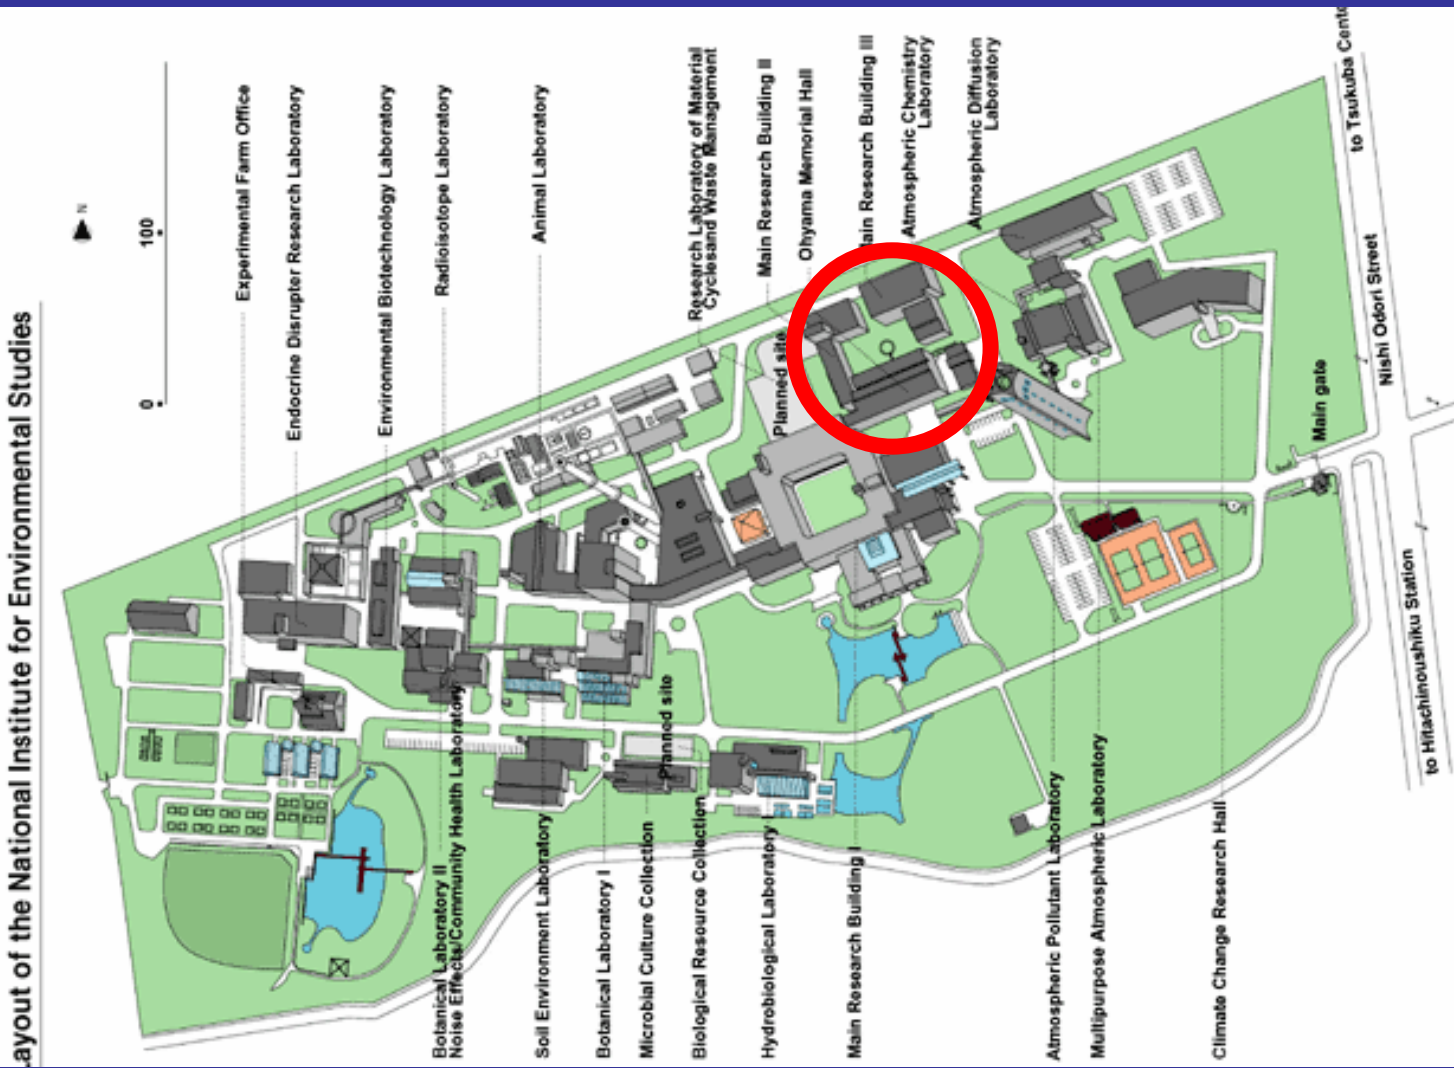 ayout of the National Institute for Environmental Studies
N
0
100
Experimental Farm Office
Endocrine Disrupter Research Laboratory
Environmental Biotechnology Laboratory
Radioisotope Laboratory
Animal Laboratory
Research Laboratory of Material
Cyclesand Waste Management
Main Research Building II
Ohyama Memorial Hall
ain Research Building III
Atmospheric Chemistry
Laboratory
Atmospheric Diffusion
Laboratory
to Tsukuba Cente
Planned site
Nishi Odori Street
Main gate
to Hitachinoushiku Station
Planned site
Botanical Laboratory II
Noise Effects/Community Health Laboratory
Soil Environment Laboratory
Botanical Laboratory I
Microbial Culture Collection
Biological Resource Collection
Hydrobiological Laboratory
Main Research Building I
Atmospheric Pollutant Laboratory
Multipurpose Atmospheric Laboratory
Climate Change Research Hall